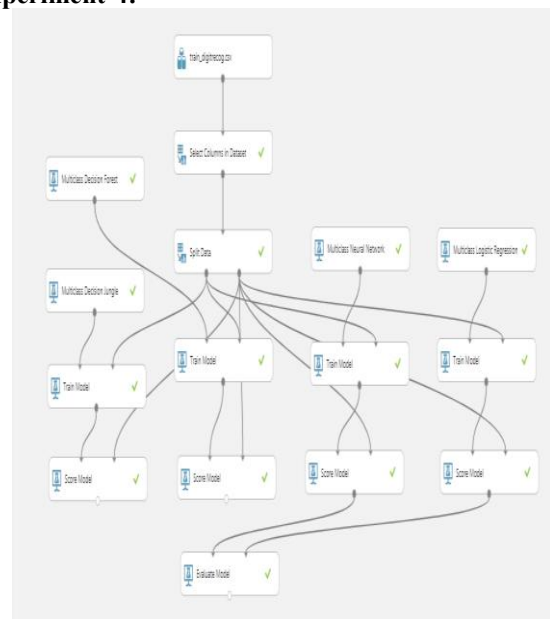 periment 4:
train_digitrecog.csv
Select Columns in Dataset
Multiclass Decision Forest
Split Data
Multiclass Neural Network
Multiclass Logistic Regression
Multiclass Decision Jungle
Train Model
Train Model
Train Model
Train Model
Score Model
Score Model
Score Model
Score Model
Evaluate Model